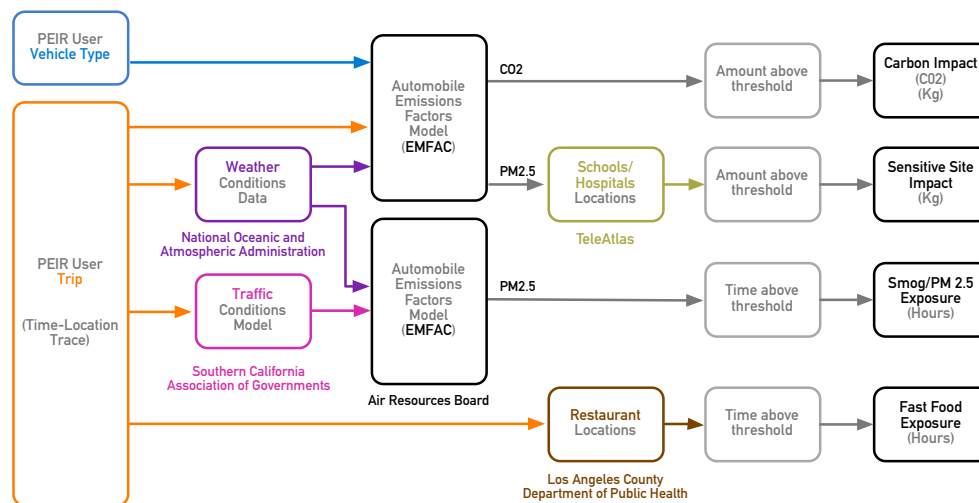 PEIR User
Vehicle Type
PEIR User
Trip
(Time-Location
Trace)
Weather
Conditions
Data
National Oceanic and
Atmospheric Administration
Traffic
Conditions
Model
Southern California
Association of Governments
Automobile
Emissions
Factors
Model
(EMFAC)
Automobile
Emissions
Factors
Model
(EMFAC)
Air Resources Board
CO2
Amount above
threshold
Carbon Impact
(C02)
(Kg)
PM2.5
Schools/
Hospitals
Locations
TeleAtlas
Amount above
threshold
Sensitive Site
Impact
(Kg)
PM2.5
Time above
threshold
Smog/PM 2.5
Exposure
(Hours)
Restaurant
Locations
Los Angeles County
Department of Public Health
Time above
threshold
Fast Food
Exposure
(Hours)